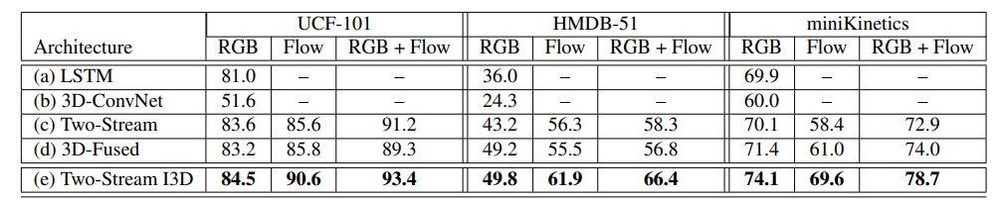 UCF-101 HMDB-51 miniKinetics
Architecture RGB Flow RGB + Flow RGB Flow RGB + Flow RGB Flow RGB + Flow
(a) LSTM 81.0 – – 36.0 – – 69.9 – –
(b) 3D-ConvNet 51.6 – – 24.3 – – 60.0 – –
(c) Two-Stream 83.6 85.6 91.2 43.2 56.3 58.3 70.1 58.4 72.9
(d) 3D-Fused 83.2 85.8 89.3 49.2 55.5 56.8 71.4 61.0 74.0
(e) Two-Stream I3D 84.5 90.6 93.4 49.8 61.9 66.4 74.1 69.6 78.7